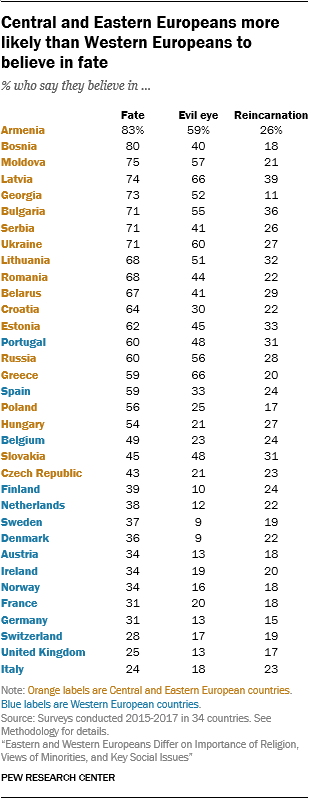 Central and Eastern Europeans more
likely than Western Europeans to
believe in fate
% who say they believe in ...
Fate Evil eye Reincarnation
Armenia 83% 59% 26%
Bosnia 80 40 18
Moldova 75 57 21
Latvia 74 66 39
Georgia 73 52 11
Bulgaria 71 55 36
Serbia 71 41 26
Ukraine 71 60 27
Lithuania 68 51 32
Romania 68 44 22
Belarus 67 41 29
Croatia 64 30 22
Estonia 62 45 33
Portugal 60 48 31
Russia 60 56 28
Greece 59 66 20
Spain 59 33 24
Poland 56 25 17
Hungary 54 21 27
Belgium 49 23 24
Slovakia 45 48 31
Czech Republic 43 21 23
Finland 39 10 24
Netherlands 38 12 22
Sweden 37 9 19
Denmark 36 9 22
Austria 34 13 18
Ireland 34 19 20
Norway 34 16 18
France 31 20 18
Germany 31 13 15
Switzerland 28 17 19
United Kingdom 25 13 17
Italy 24 18 23
Note: Orange labels are Central and Eastern European countries.
Blue labels are Western European countries.
Source: Surveys conducted 2015-2017 in 34 countries. See
Methodology for details.
“Eastern and Western Europeans Differ on Importance of Religion,
Views of Minorities, and Key Social Issues”
PEW RESEARCH CENTER